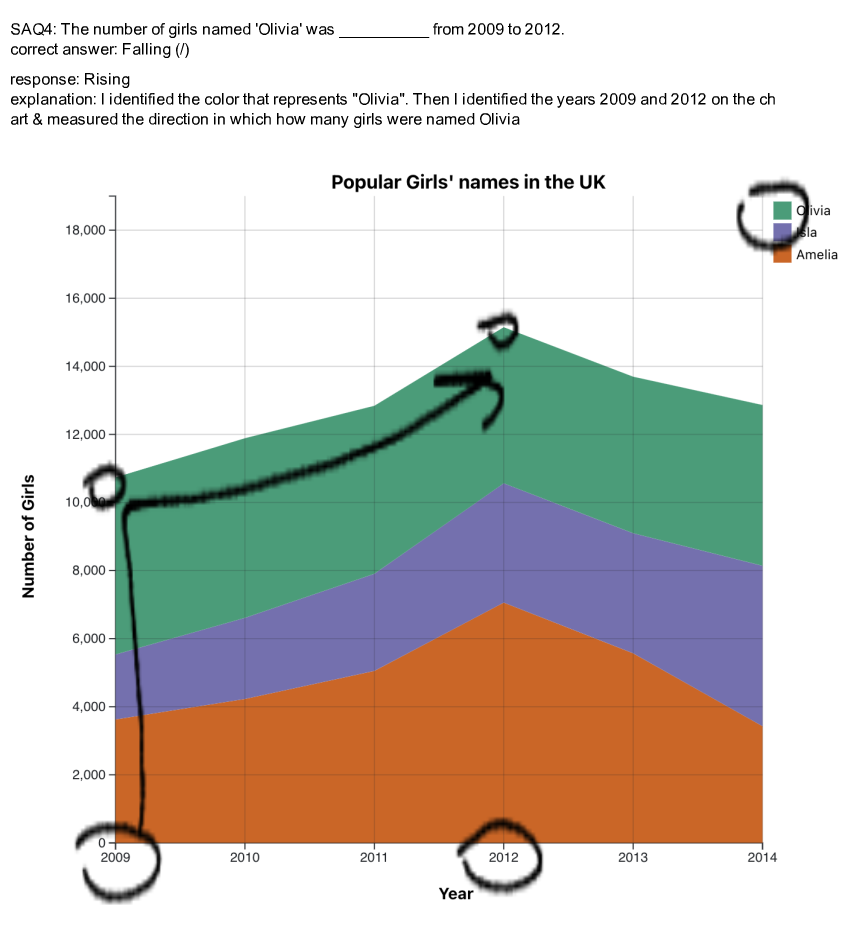 SAQ4: The number of girls named 'Olivia' was ___________ from 2009 to 2012.
correct answer: Falling (/)
response: Rising
explanation: I identified the color that represents "Olivia". Then I identified the years 2009 and 2012 on the ch
art & measured the direction in which how many girls were named Olivia
Popular Girls' names in the UK
Olivia
Isla
Amelia
18,000
16,000
14,000
12,000
10,000
8,000
6,000
4,000
2,000
0
Number of Girls
2009 2010 2011 2012 2013 2014
Year